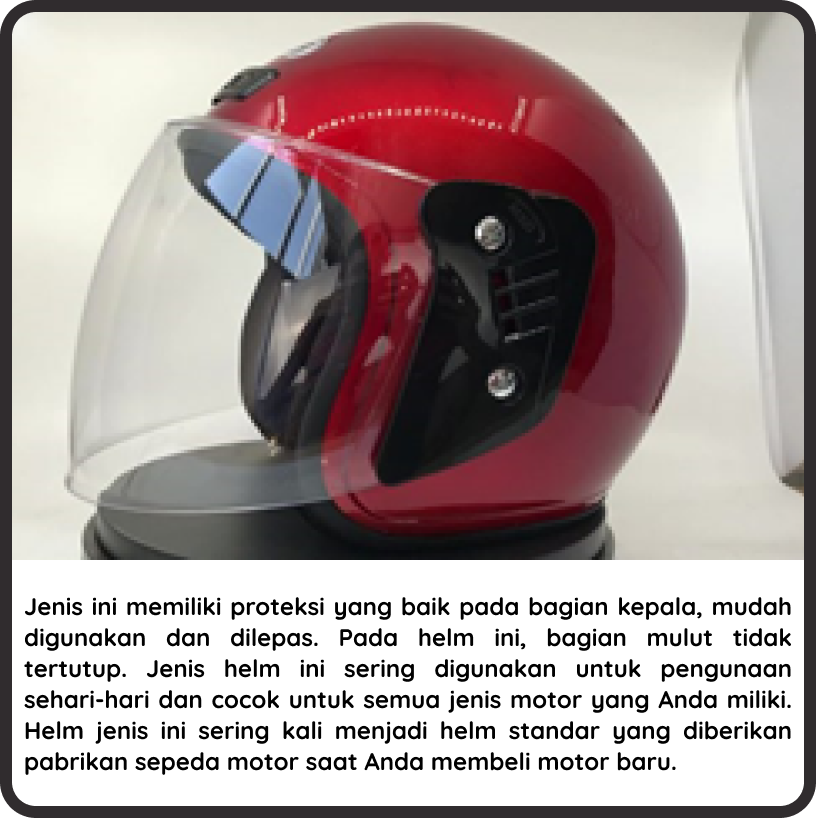 Jenis ini memiliki proteksi yang baik pada bagian kepala, mudah
digunakan dan dilepas. Pada helm ini, bagian mulut tidak
tertutup. Jenis helm ini sering digunakan untuk pengunaan
sehari-hari dan cocok untuk semua jenis motor yang Anda miliki.
Helm jenis ini sering kali menjadi helm standar yang diberikan
pabrikan sepeda motor saat Anda membeli motor baru.